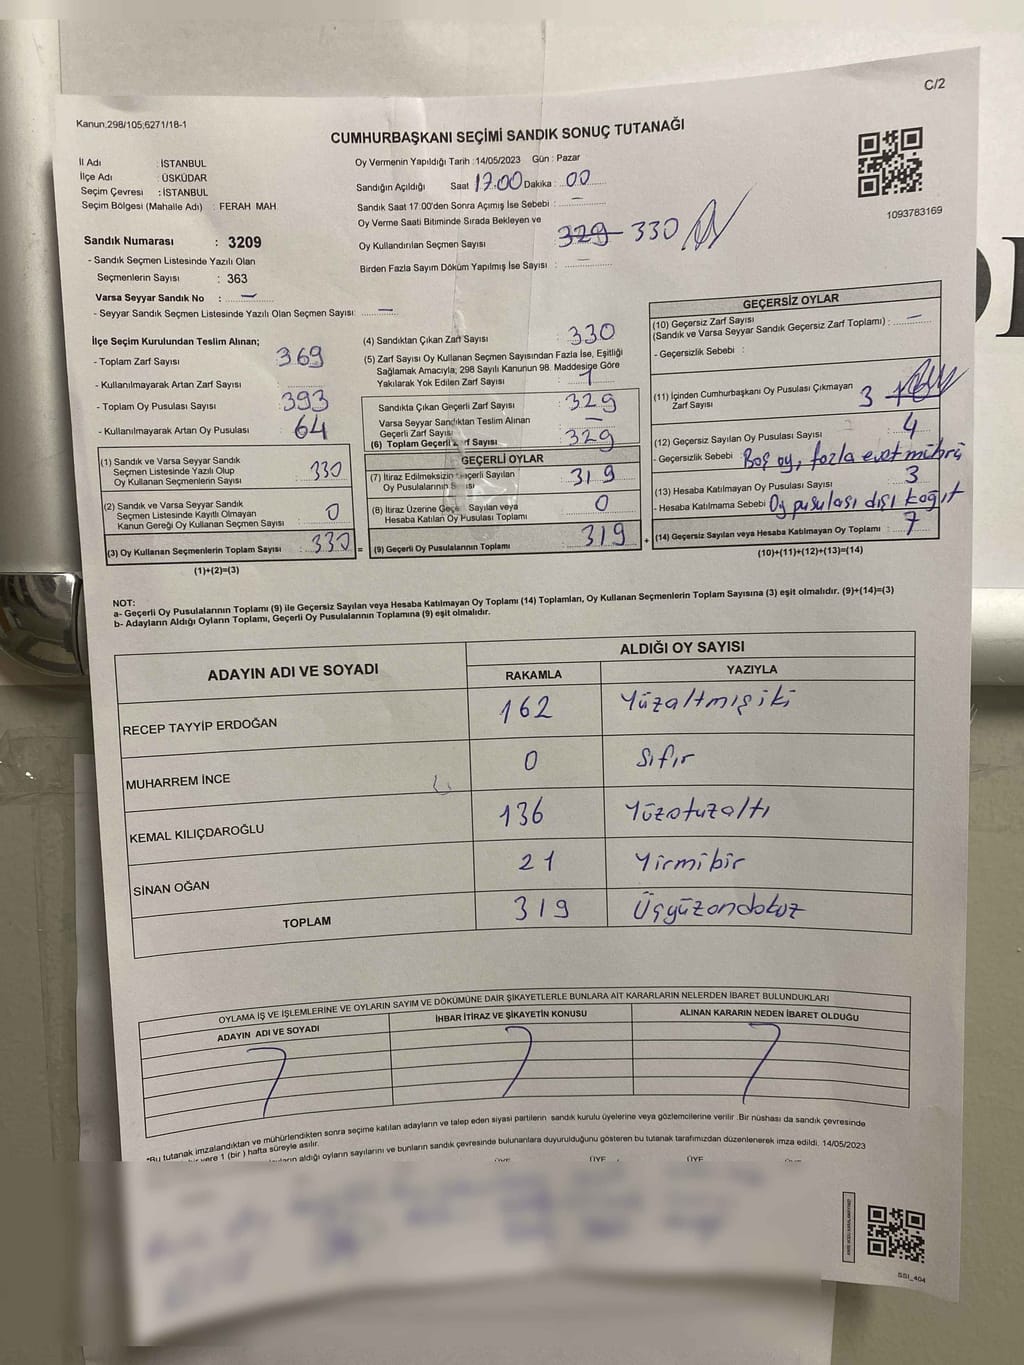 C/2
Kanun,298/105;6271/18-1
CUMHURBAŞKANI SEÇİMİ SANDIK SONUÇ TUTANAĞI
İl Adı : İSTANBUL
İlçe Adı : ÜSKÜDAR
Seçim Çevresi : İSTANBUL
Seçim Bölgesi (Mahalle Adı) : FERAH MAH.
Sandık Numarası : 3209
- Sandık Seçmen Listesinde Yazılı Olan
Seçmenlerin Sayısı : 363
Varsa Seyyar Sandık No : —
- Seyyar Sandık Seçmen Listesinde Yazılı Olan Seçmen Sayısı: —
Oy Vermenin Yapıldığı Tarih : 14/05/2023 Gün : Pazar
Sandığın Açıldığı Saat 17.00 Dakika : 00
Sandık Saat 17:00'den Sonra Açımış İse Sebebi : —
Oy Verme Saati Bitiminde Sırada Bekleyen ve
Oy Kullandırılan Seçmen Sayısı : 329 330
Birden Fazla Sayım Döküm Yapılmış İse Sayısı : —
1093783169
İlçe Seçim Kurulundan Teslim Alınan;
- Toplam Zarf Sayısı : 369
- Kullanılmayarak Artan Zarf Sayısı :
- Toplam Oy Pusulası Sayısı : 393
- Kullanılmayarak Artan Oy Pusulası : 64
(1) Sandık ve Varsa Seyyar Sandık
Seçmen Listesinde Yazılı Olup
Oy Kullanan Seçmenlerin Sayısı : 330
(2) Sandık ve Varsa Seyyar Sandık
Seçmen Listesinde Kayıtlı Olmayan
Kanun Gereği Oy Kullanan Seçmen Sayısı : 0
(3) Oy Kullanan Seçmenlerin Toplam Sayısı : 330 =
(1)+(2)=(3)
(4) Sandıktan Çıkan Zarf Sayısı : 330
(5) Zarf Sayısı Oy Kullanan Seçmen Sayısından Fazla İse, Eşitliği
Sağlamak Amacıyla; 298 Sayılı Kanunun 98. Maddesine Göre
Yakılarak Yok Edilen Zarf Sayısı : 1
Sandıkta Çıkan Geçerli Zarf Sayısı : 329
Varsa Seyyar Sandıktan Teslim Alınan
Geçerli Zarf Sayısı : —
(6) Toplam Geçerli Zarf Sayısı : 329
GEÇERLİ OYLAR
(7) İtiraz Edilmeksizin Geçerli Sayılan
Oy Pusulalarının Sayısı : 319
(8) İtiraz Üzerine Geçerli Sayılan veya
Hesaba Katılan Oy Pusulası Toplamı : 0
(9) Geçerli Oy Pusulalarının Toplamı : 319 +
GEÇERSİZ OYLAR
(10) Geçersiz Zarf Sayısı
(Sandık ve Varsa Seyyar Sandık Geçersiz Zarf Toplamı) : —
- Geçersizlik Sebebi :
(11) İçinden Cumhurbaşkanı Oy Pusulası Çıkmayan
Zarf Sayısı 3
(12) Geçersiz Sayılan Oy Pusulası Sayısı : 4
- Geçersizlik Sebebi : Boş oy, fazla evet mührü
(13) Hesaba Katılmayan Oy Pusulası Sayısı : 3
- Hesaba Katılmama Sebebi : Oy pusulası dışı kağıt
(14) Geçersiz Sayılan veya Hesaba Katılmayan Oy Toplamı : 7
(10)+(11)+(12)+(13)=(14)
NOT:
a- Geçerli Oy Pusulalarının Toplamı (9) ile Geçersiz Sayılan veya Hesaba Katılmayan Oy Toplamı (14) Toplamları, Oy Kullanan Seçmenlerin Toplam Sayısına (3) eşit olmalıdır. (9)+(14)=(3)
b- Adayların Aldığı Oyların Toplamı, Geçerli Oy Pusulalarının Toplamına (9) eşit olmalıdır.
ADAYIN ADI VE SOYADI ALDIĞI OY SAYISI
RAKAMLA YAZIYLA
RECEP TAYYİP ERDOĞAN 162 Yüzaltmışiki
MUHARREM İNCE 0 Sıfır
KEMAL KILIÇDAROĞLU 136 Yüzotuzaltı
SİNAN OĞAN 21 Yirmibir
TOPLAM 319 Üçyüzondokuz
OYLAMA İŞ VE İŞLEMLERİNE VE OYLARIN SAYIM VE DÖKÜMÜNE DAİR ŞİKAYETLERLE BUNLARA AİT KARARLARIN NELERDEN İBARET BULUNDUKLARI
ADAYIN ADI VE SOYADI İHBAR İTİRAZ VE ŞİKAYETİN KONUSU ALINAN KARARIN NEDEN İBARET OLDUĞU
*Bu tutanak imzalandıktan ve mühürlendikten sonra seçime katılan adayların ve talep eden siyasi partilerin sandık kurulu üyelerine veya gözlemcilerine verilir .Bir nüshası da sandık çevresinde
bir yere 1 (bir ) hafta süreyle asılır.
aldığı oyların sayılarını ve bunların sandık çevresinde bulunanlara duyurulduğunu gösteren bu tutanak tarafımızdan düzenlenerek imza edildi. 14/05/2023
ÜYE ÜYE ÜYE
SSI_404